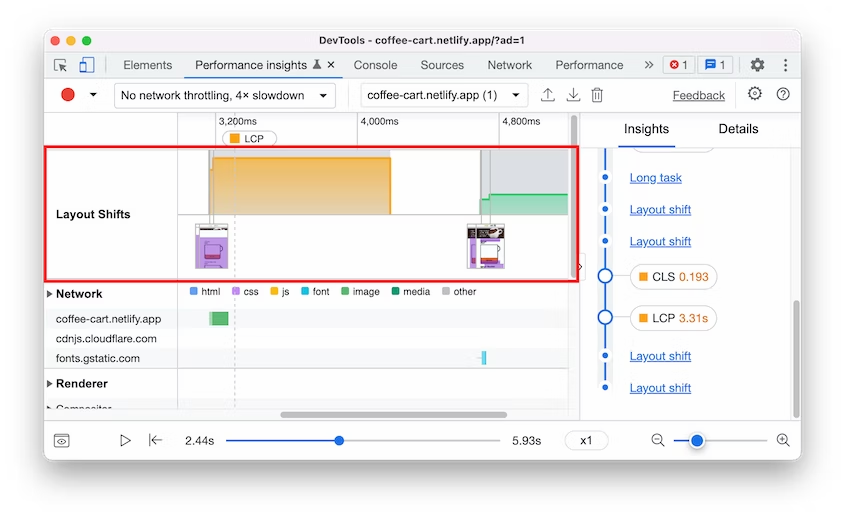 DevTools - coffee-cart.netlify.app/?ad=1
Elements Performance insights Console Sources Network Performance 1 1
No network throttling, 4× slowdown coffee-cart.netlify.app (1) Feedback
3,200ms 4,000ms 4,800ms
LCP
Insights Details
Layout Shifts
Long task
Layout shift
Layout shift
CLS 0.193
LCP 3.31s
Layout shift
Layout shift
Network html css js font image media other
coffee-cart.netlify.app
cdnjs.cloudflare.com
fonts.gstatic.com
Renderer
Compositor
2.44s 5.93s x1